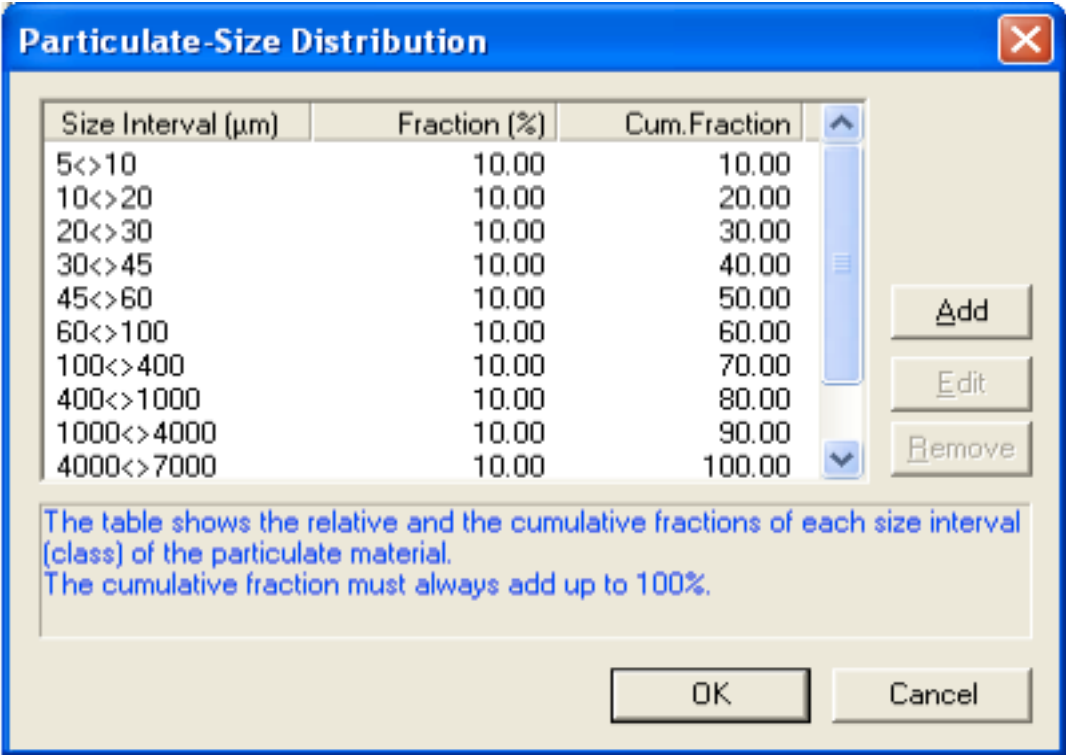 Particulate-Size Distribution
Size Interval (µm) Fraction (%) Cum.Fraction
5<>10 10.00 10.00
10<>20 10.00 20.00
20<>30 10.00 30.00
30<>45 10.00 40.00
45<>60 10.00 50.00
60<>100 10.00 60.00
100<>400 10.00 70.00
400<>1000 10.00 80.00
1000<>4000 10.00 90.00
4000<>7000 10.00 100.00
Add
Edit
Remove
The table shows the relative and the cumulative fractions of each size interval
(class) of the particulate material.
The cumulative fraction must always add up to 100%.
OK Cancel